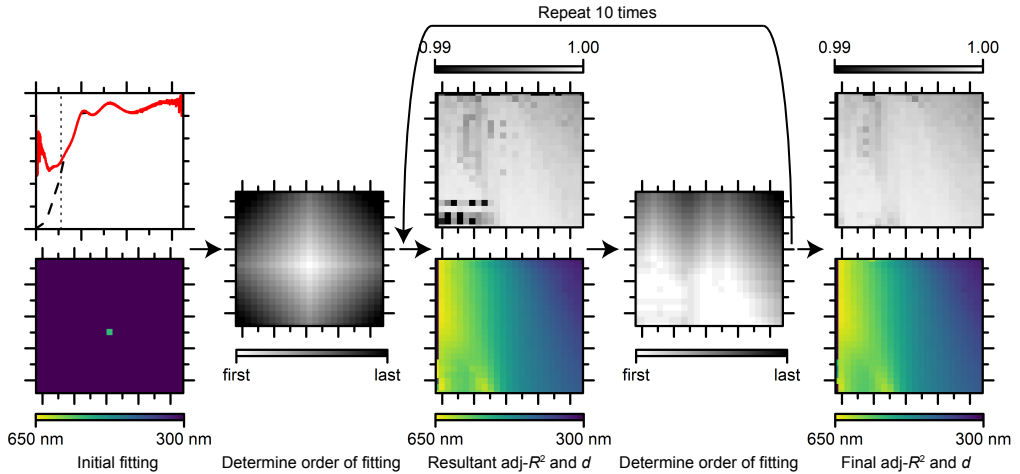 Repeat 10 times
0.99 1.00
0.99 1.00
first last
first last
650 nm 300 nm
650 nm 300 nm
650 nm 300 nm
Initial fitting
Determine order of fitting
Resultant adj-R² and d
Determine order of fitting
Final adj-R² and d